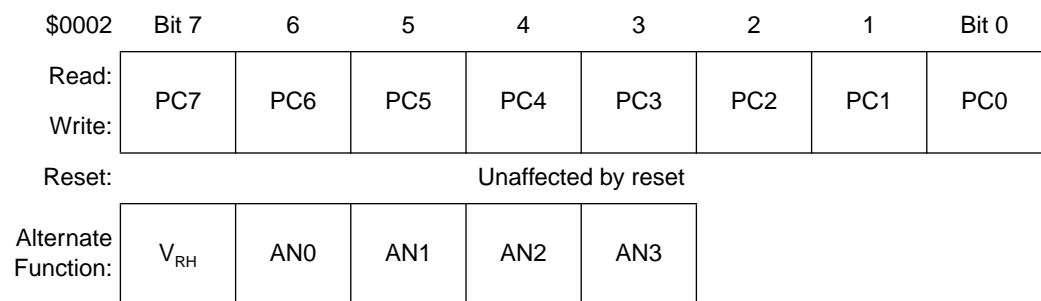 $0002 Bit 7 6 5 4 3 2 1 Bit 0
Read:
PC7 PC6 PC5 PC4 PC3 PC2 PC1 PC0
Write:
Reset: Unaffected by reset
Alternate
Function: VRH AN0 AN1 AN2 AN3